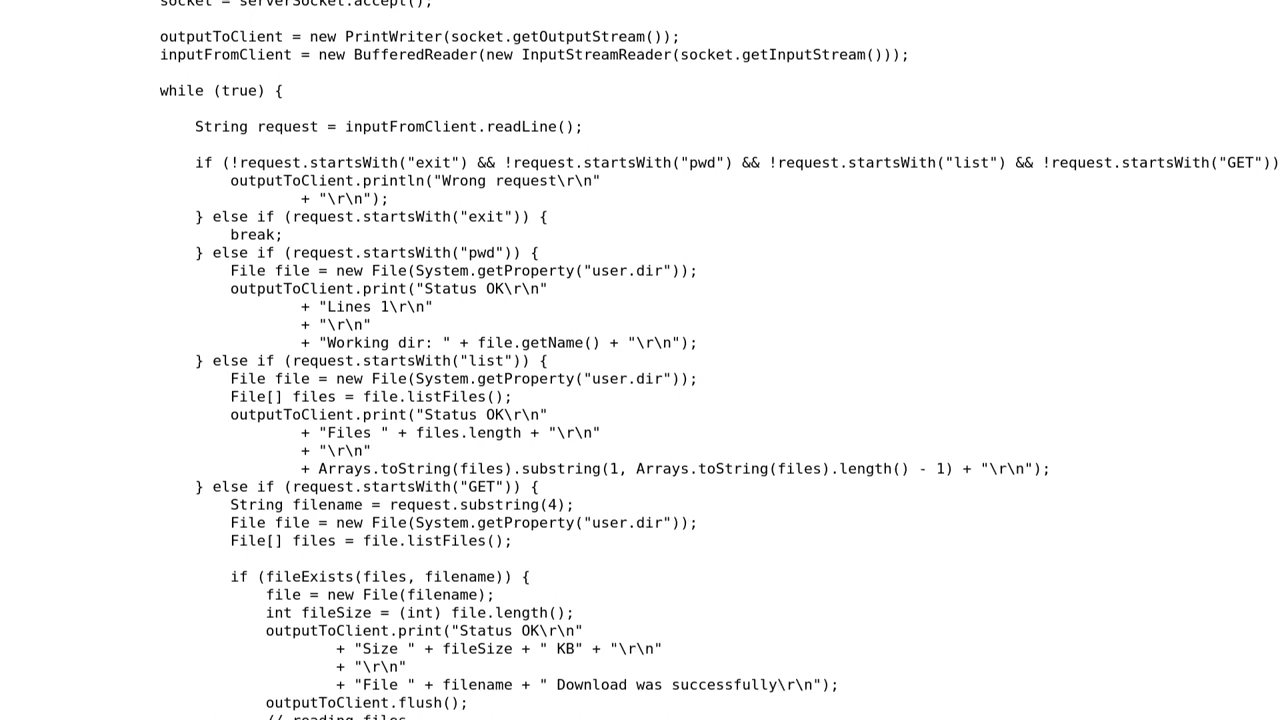 socket = serverSocket.accept();
outputToClient = new PrintWriter(socket.getOutputStream());
inputFromClient = new BufferedReader(new InputStreamReader(socket.getInputStream()));
while (true) {
String request = inputFromClient.readLine();
if (!request.startsWith("exit") && !request.startsWith("pwd") && !request.startsWith("list") && !request.startsWith("GET"))
outputToClient.println("Wrong request\r\n"
+ "\r\n");
} else if (request.startsWith("exit")) {
break;
} else if (request.startsWith("pwd")) {
File file = new File(System.getProperty("user.dir"));
outputToClient.print("Status OK\r\n"
+ "Lines 1\r\n"
+ "\r\n"
+ "Working dir: " + file.getName() + "\r\n");
} else if (request.startsWith("list")) {
File file = new File(System.getProperty("user.dir"));
File[] files = file.listFiles();
outputToClient.print("Status OK\r\n"
+ "Files " + files.length + "\r\n"
+ "\r\n"
+ Arrays.toString(files).substring(1, Arrays.toString(files).length() - 1) + "\r\n");
} else if (request.startsWith("GET")) {
String filename = request.substring(4);
File file = new File(System.getProperty("user.dir"));
File[] files = file.listFiles();
if (fileExists(files, filename)) {
file = new File(filename);
int fileSize = (int) file.length();
outputToClient.print("Status OK\r\n"
+ "Size " + fileSize + " KB" + "\r\n"
+ "\r\n"
+ "File " + filename + " Download was successfully\r\n");
outputToClient.flush();
// reading files